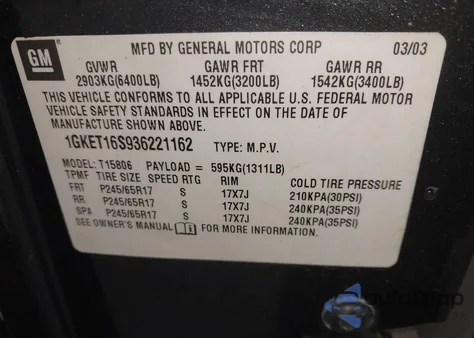 GM
MFD BY GENERAL MOTORS CORP 03/03
GVWR GAWR FRT GAWR RR
2903KG(6400LB) 1452KG(3200LB) 1542KG(3400LB)
THIS VEHICLE CONFORMS TO ALL APPLICABLE U.S. FEDERAL MOTOR
VEHICLE SAFETY STANDARDS IN EFFECT ON THE DATE OF
MANUFACTURE SHOWN ABOVE.
1GKET16S936221162 TYPE: M.P.V.
MODEL: T15806 PAYLOAD = 595KG(1311LB)
TPMF TIRE SIZE SPEED RTG RIM COLD TIRE PRESSURE
FRT P245/65R17 S 17X7J 210KPA(30PSI)
RR P245/65R17 S 17X7J 240KPA(35PSI)
SPA P245/65R17 S 17X7J 240KPA(35PSI)
SEE OWNER'S MANUAL FOR MORE INFORMATION.